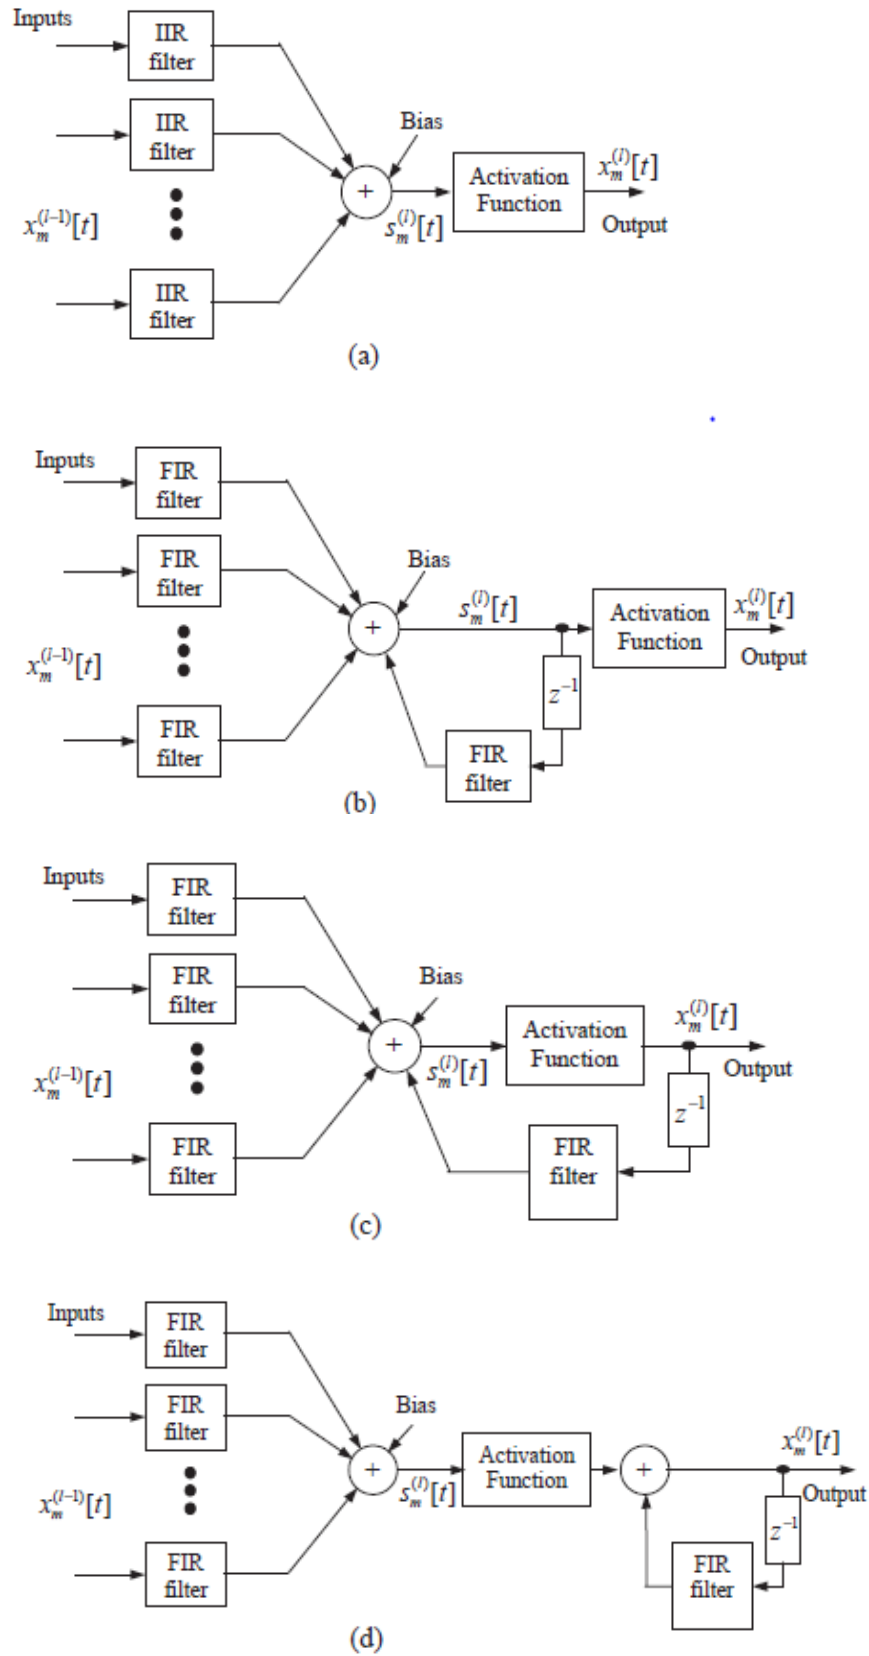 Inputs
IIR
filter
IIR
filter
Bias
Activation
Function
x_m^{(l)}[t]
+
s_m^{(l)}[t]
Output
x_m^{(l-1)}[t]
IIR
filter
(a)
Inputs
FIR
filter
FIR
filter
Bias
s_m^{(l)}[t]
Activation
Function
x_m^{(l)}[t]
+
Output
x_m^{(l-1)}[t]
z^{-1}
FIR
filter
FIR
filter
(b)
Inputs
FIR
filter
FIR
filter
Bias
Activation
Function
x_m^{(l)}[t]
+
s_m^{(l)}[t]
Output
x_m^{(l-1)}[t]
z^{-1}
FIR
filter
FIR
filter
(c)
Inputs
FIR
filter
FIR
filter
Bias
Activation
Function
x_m^{(l)}[t]
+
+
s_m^{(l)}[t]
Output
x_m^{(l-1)}[t]
z^{-1}
FIR
filter
FIR
filter
(d)